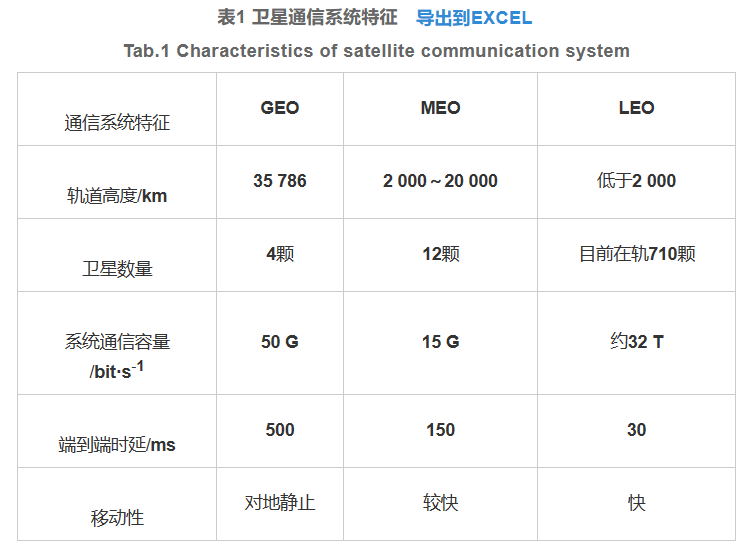 表1 卫星通信系统特征 导出到EXCEL
Tab.1 Characteristics of satellite communication system
通信系统特征 GEO MEO LEO
轨道高度/km 35 786 2 000～20 000 低于2 000
卫星数量 4颗 12颗 目前在轨710颗
系统通信容量
/bit·s⁻¹ 50 G 15 G 约32 T
端到端时延/ms 500 150 30
移动性 对地静止 较快 快